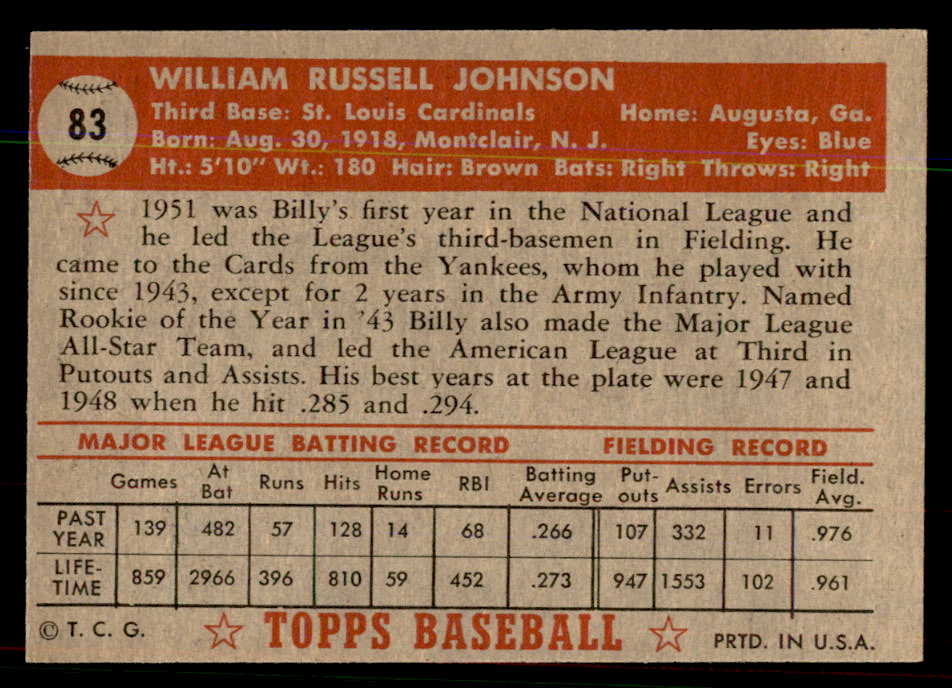 83
WILLIAM RUSSELL JOHNSON
Third Base: St. Louis Cardinals Home: Augusta, Ga.
Born: Aug. 30, 1918, Montclair, N. J. Eyes: Blue
Ht.: 5'10" Wt.: 180 Hair: Brown Bats: Right Throws: Right
1951 was Billy's first year in the National League and
he led the League's third-basemen in Fielding. He
came to the Cards from the Yankees, whom he played with
since 1943, except for 2 years in the Army Infantry. Named
Rookie of the Year in '43 Billy also made the Major League
All-Star Team, and led the American League at Third in
Putouts and Assists. His best years at the plate were 1947 and
1948 when he hit .285 and .294.
MAJOR LEAGUE BATTING RECORD FIELDING RECORD
Games At Bat Runs Hits Home Runs RBI Batting Average Put-outs Assists Errors Field. Avg.
PAST YEAR 139 482 57 128 14 68 .266 107 332 11 .976
LIFE-TIME 859 2966 396 810 59 452 .273 947 1553 102 .961
© T. C. G. TOPPS BASEBALL PRTD. IN U.S.A.